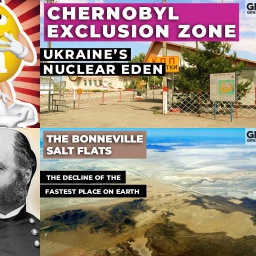 CHERNOBYL
EXCLUSION ZONE
UKRAINE'S
NUCLEAR EDEN
THE BONNEVILLE
SALT FLATS
THE DECLINE OF THE
FASTEST PLACE ON EARTH